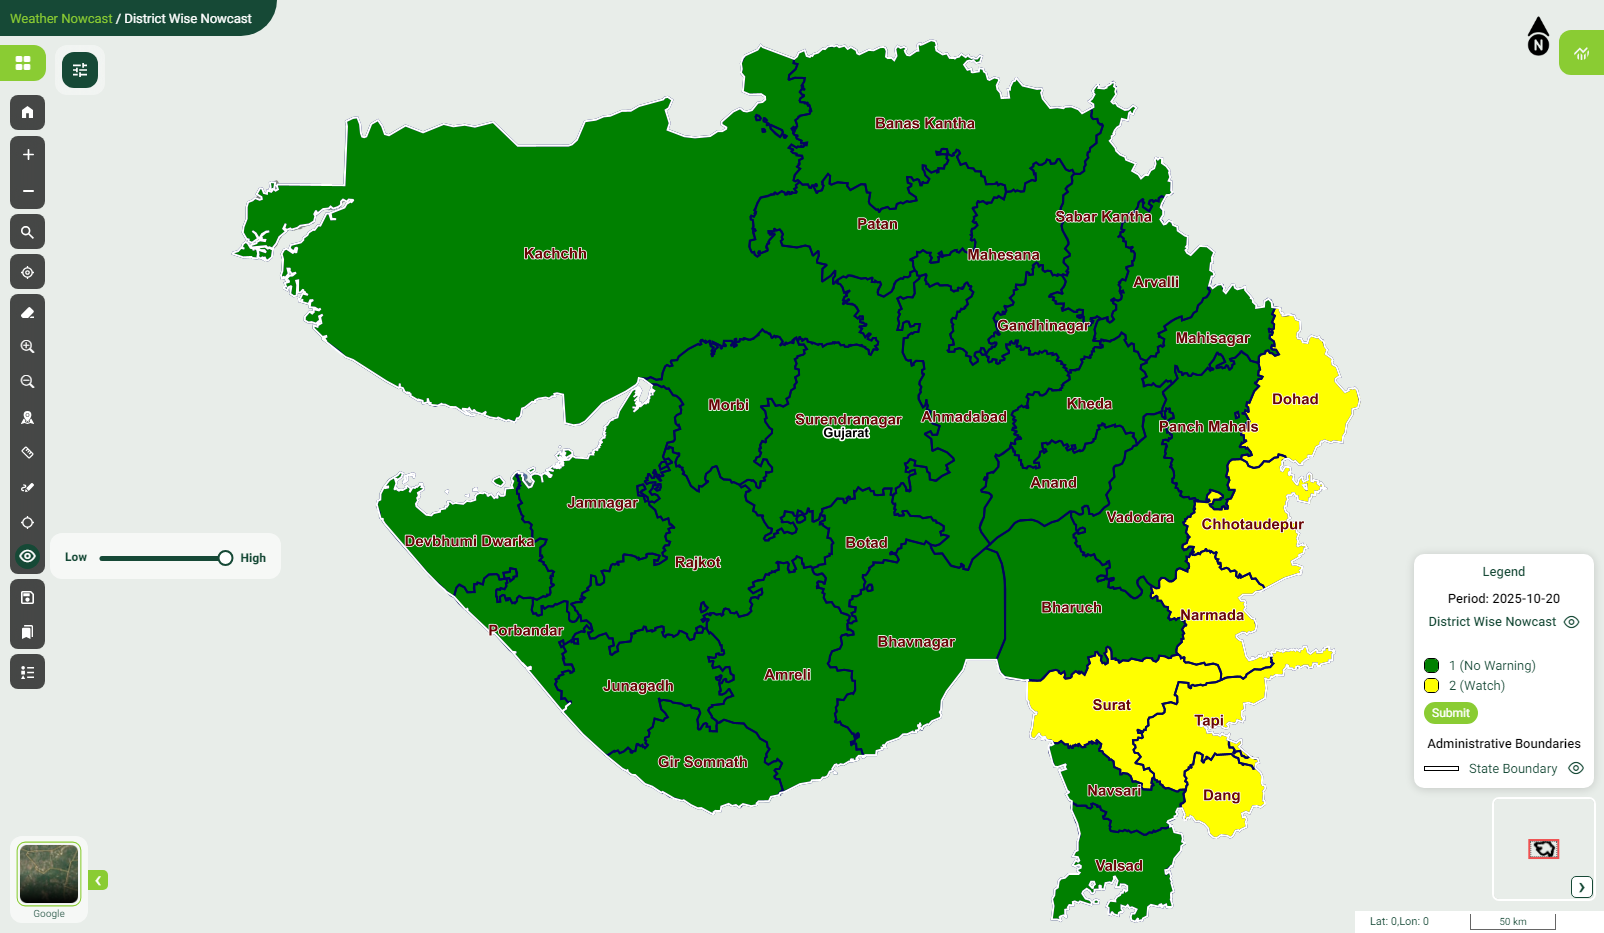 Weather Nowcast / District Wise Nowcast
N
Banas Kantha
Patan
Sabar Kantha
Kachchh
Mahesana
Arvalli
Gandhinagar
Mahisagar
Morbi
Surendranagar
Gujarat
Ahmadabad
Kheda
Dohad
Panch Mahals
Jamnagar
Anand
Vadodara
Chhotaudepur
Devbhumi Dwarka
Botad
Rajkot
Low
High
Bharuch
Narmada
Porbandar
Bhavnagar
Junagadh
Amreli
Surat
Tapi
Gir Somnath
Navsari
Dang
Valsad
Legend
Period: 2025-10-20
District Wise Nowcast
1 (No Warning)
2 (Watch)
Submit
Administrative Boundaries
State Boundary
Google
Lat: 0,Lon: 0
50 km